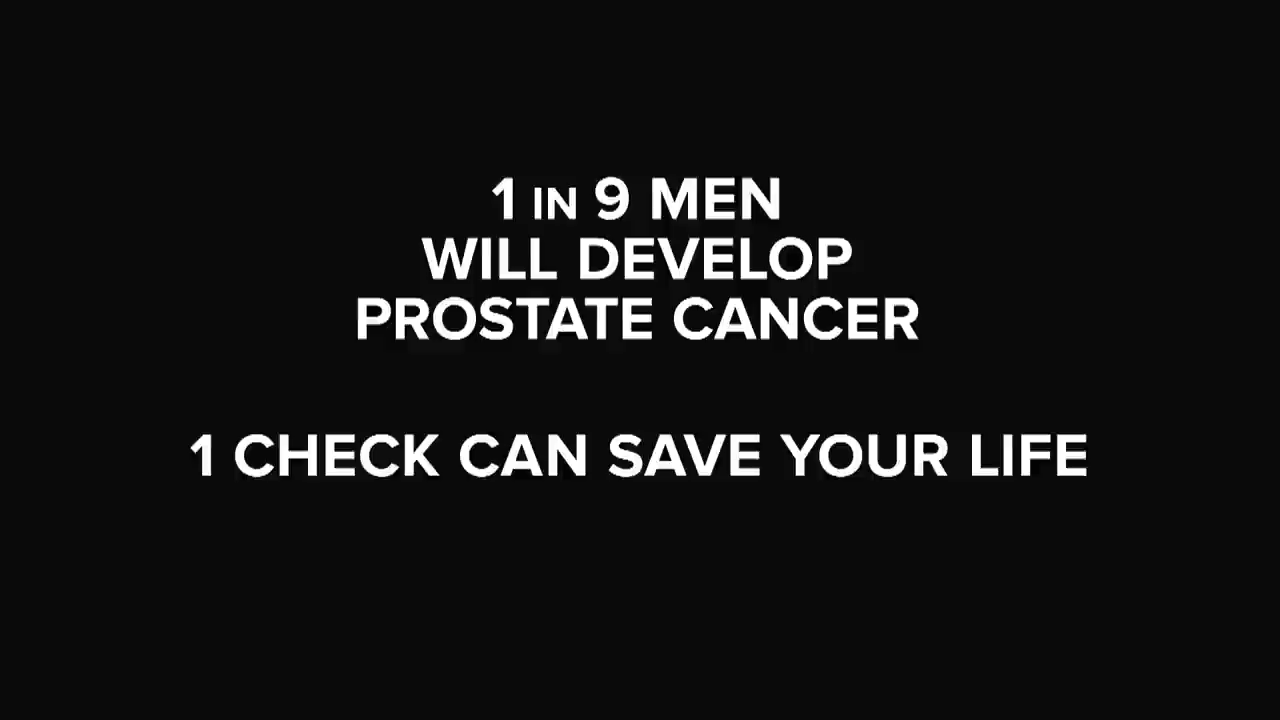 1 IN 9 MEN
WILL DEVELOP
PROSTATE CANCER
1 CHECK CAN SAVE YOUR LIFE